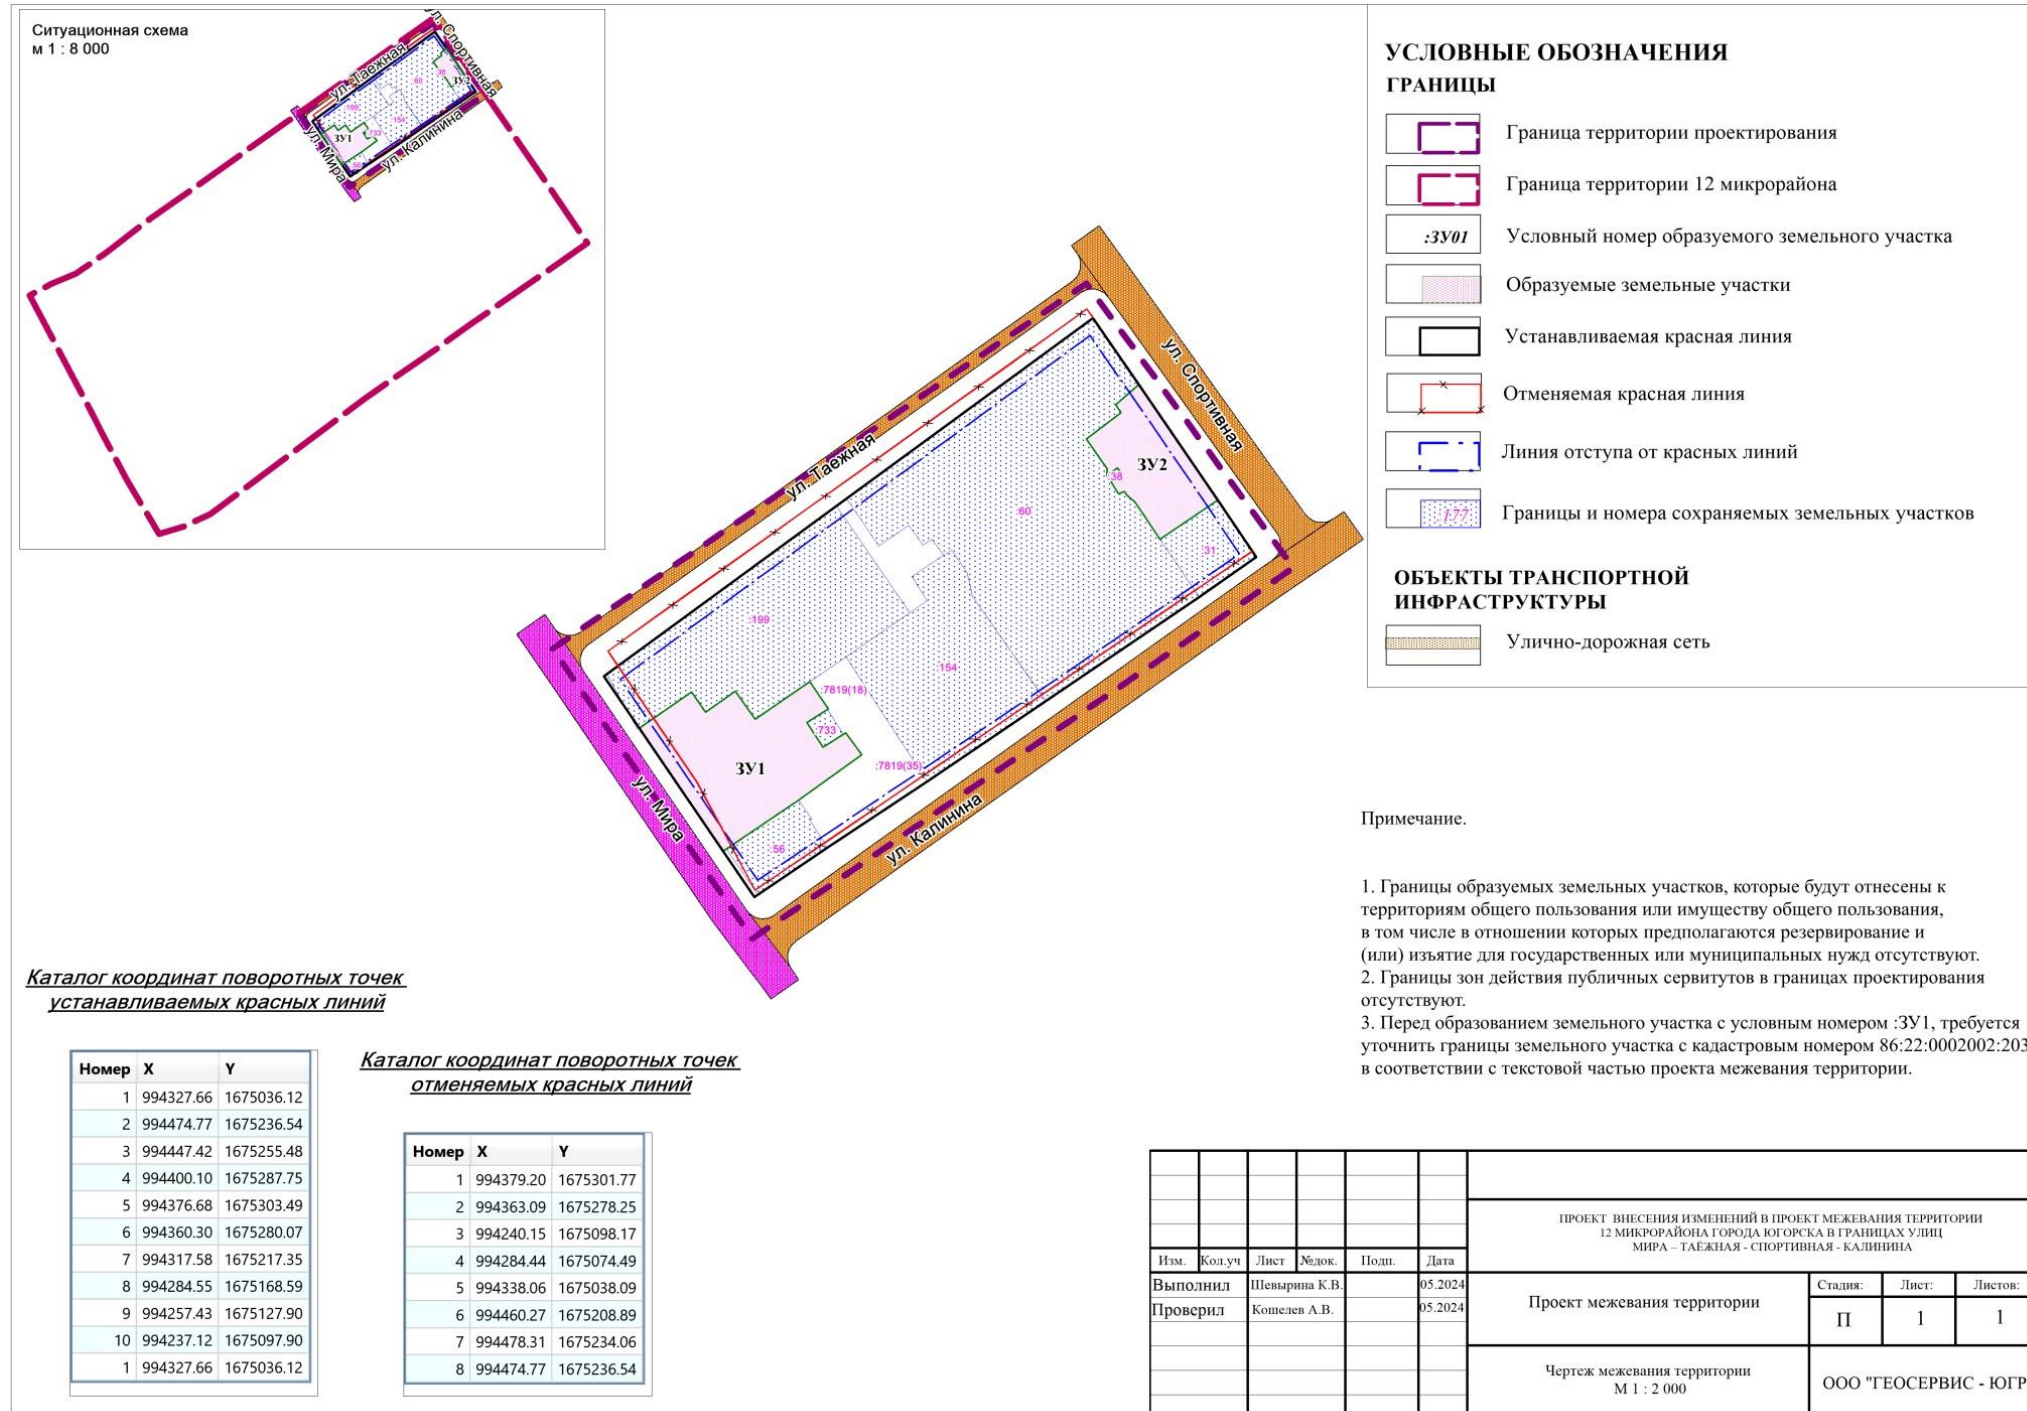 Ситуационная схема
м 1 : 8 000
ул. Таежная
ул. Спортивная
ул. Мира
ул. Калинина
ЗУ1
ЗУ2
:199
60
38
154
:733
56
УСЛОВНЫЕ ОБОЗНАЧЕНИЯ
ГРАНИЦЫ
Граница территории проектирования
Граница территории 12 микрорайона
:ЗУ01 Условный номер образуемого земельного участка
Образуемые земельные участки
Устанавливаемая красная линия
Отменяемая красная линия
Линия отступа от красных линий
177 Границы и номера сохраняемых земельных участков
ОБЪЕКТЫ ТРАНСПОРТНОЙ
ИНФРАСТРУКТУРЫ
Улично-дорожная сеть
ул. Таежная
ул. Спортивная
ул. Мира
ул. Калинина
ЗУ2
:38
:60
:31
:199
:154
:7819(18)
:733
:7819(35)
ЗУ1
:56
Примечание.
1. Границы образуемых земельных участков, которые будут отнесены к
территориям общего пользования или имуществу общего пользования,
в том числе в отношении которых предполагаются резервирование и
(или) изъятие для государственных или муниципальных нужд отсутствуют.
2. Границы зон действия публичных сервитутов в границах проектирования
отсутствуют.
3. Перед образованием земельного участка с условным номером :ЗУ1, требуется
уточнить границы земельного участка с кадастровым номером 86:22:0002002:203
в соответствии с текстовой частью проекта межевания территории.
Каталог координат поворотных точек
устанавливаемых красных линий
Номер X Y
1 994327.66 1675036.12
2 994474.77 1675236.54
3 994447.42 1675255.48
4 994400.10 1675287.75
5 994376.68 1675303.49
6 994360.30 1675280.07
7 994317.58 1675217.35
8 994284.55 1675168.59
9 994257.43 1675127.90
10 994237.12 1675097.90
1 994327.66 1675036.12
Каталог координат поворотных точек
отменяемых красных линий
Номер X Y
1 994379.20 1675301.77
2 994363.09 1675278.25
3 994240.15 1675098.17
4 994284.44 1675074.49
5 994338.06 1675038.09
6 994460.27 1675208.89
7 994478.31 1675234.06
8 994474.77 1675236.54
ПРОЕКТ ВНЕСЕНИЯ ИЗМЕНЕНИЙ В ПРОЕКТ МЕЖЕВАНИЯ ТЕРРИТОРИИ
12 МИКРОРАЙОНА ГОРОДА ЮГОРСКА В ГРАНИЦАХ УЛИЦ
МИРА – ТАЁЖНАЯ - СПОРТИВНАЯ - КАЛИНИНА
Изм. Кол.уч Лист №док. Подп. Дата
Выполнил Шевырина К.В. 05.2024
Проверил Кошелев А.В. 05.2024
Проект межевания территории
Стадия: Лист: Листов:
П 1 1
Чертеж межевания территории
М 1 : 2 000
ООО "ГЕОСЕРВИС - ЮГР